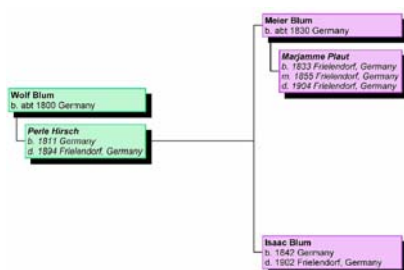 Meier Blum
b. abt 1830 Germany
Marjamme Plaut
b. 1833 Frielendorf, Germany
m. 1855 Frielendorf, Germany
d. 1904 Frielendorf, Germany
Wolf Blum
b. abt 1800 Germany
Perle Hirsch
b. 1811 Germany
d. 1894 Frielendorf, Germany
Isaac Blum
b. 1842 Germany
d. 1902 Frielendorf, Germany